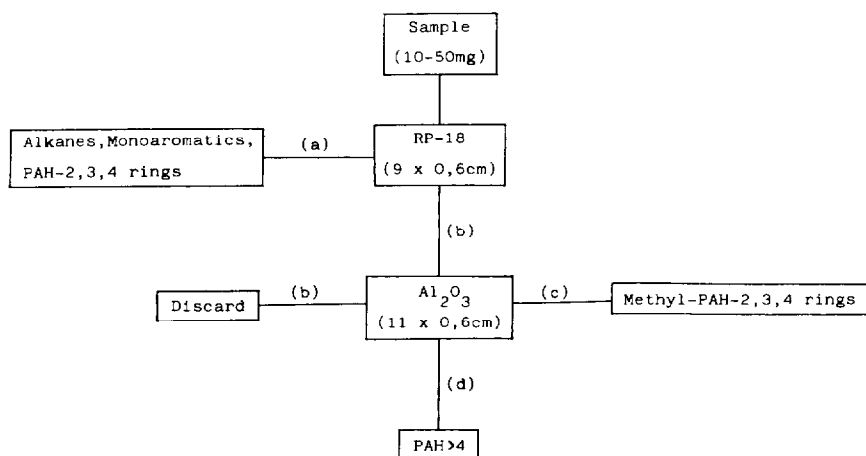 Sample
(10-50mg)
Alkanes,Monoaromatics,
PAH-2,3,4 rings
(a)
RP-18
(9 x 0,6cm)
(b)
Discard
(b)
Al₂O₃
(11 x 0,6cm)
(c)
Methyl-PAH-2,3,4 rings
(d)
PAH>4